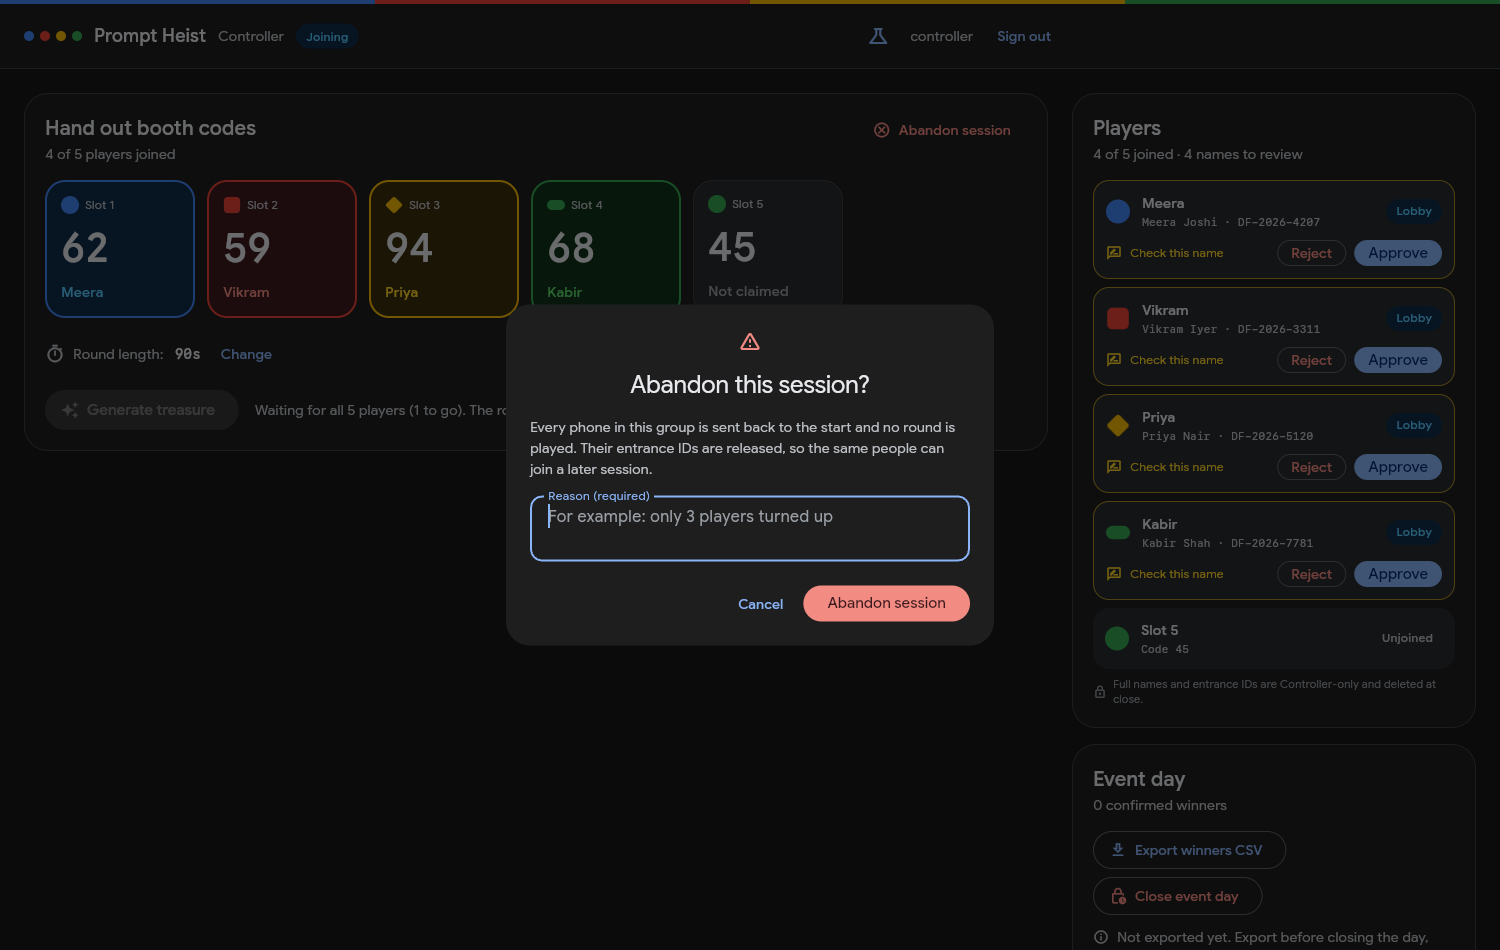 Prompt Heist Controller Joining
controller Sign out
Hand out booth codes
4 of 5 players joined
Abandon session
Slot 1
62
Meera
Slot 2
59
Vikram
Slot 3
94
Priya
Slot 4
68
Kabir
Slot 5
45
Not claimed
Round length: 90s Change
Generate treasure
Waiting for all 5 players (1 to go). The
Abandon this session?
Every phone in this group is sent back to the start and no round is
played. Their entrance IDs are released, so the same people can
join a later session.
Reason (required)
For example: only 3 players turned up
Cancel
Abandon session
Players
4 of 5 joined · 4 names to review
Meera
Meera Joshi · DF-2026-4207
Lobby
Check this name
Reject
Approve
Vikram
Vikram Iyer · DF-2026-3311
Lobby
Check this name
Reject
Approve
Priya
Priya Nair · DF-2026-5120
Lobby
Check this name
Reject
Approve
Kabir
Kabir Shah · DF-2026-7781
Lobby
Check this name
Reject
Approve
Slot 5
Code 45
Unjoined
Full names and entrance IDs are Controller-only and deleted at
close.
Event day
0 confirmed winners
Export winners CSV
Close event day
Not exported yet. Export before closing the day,